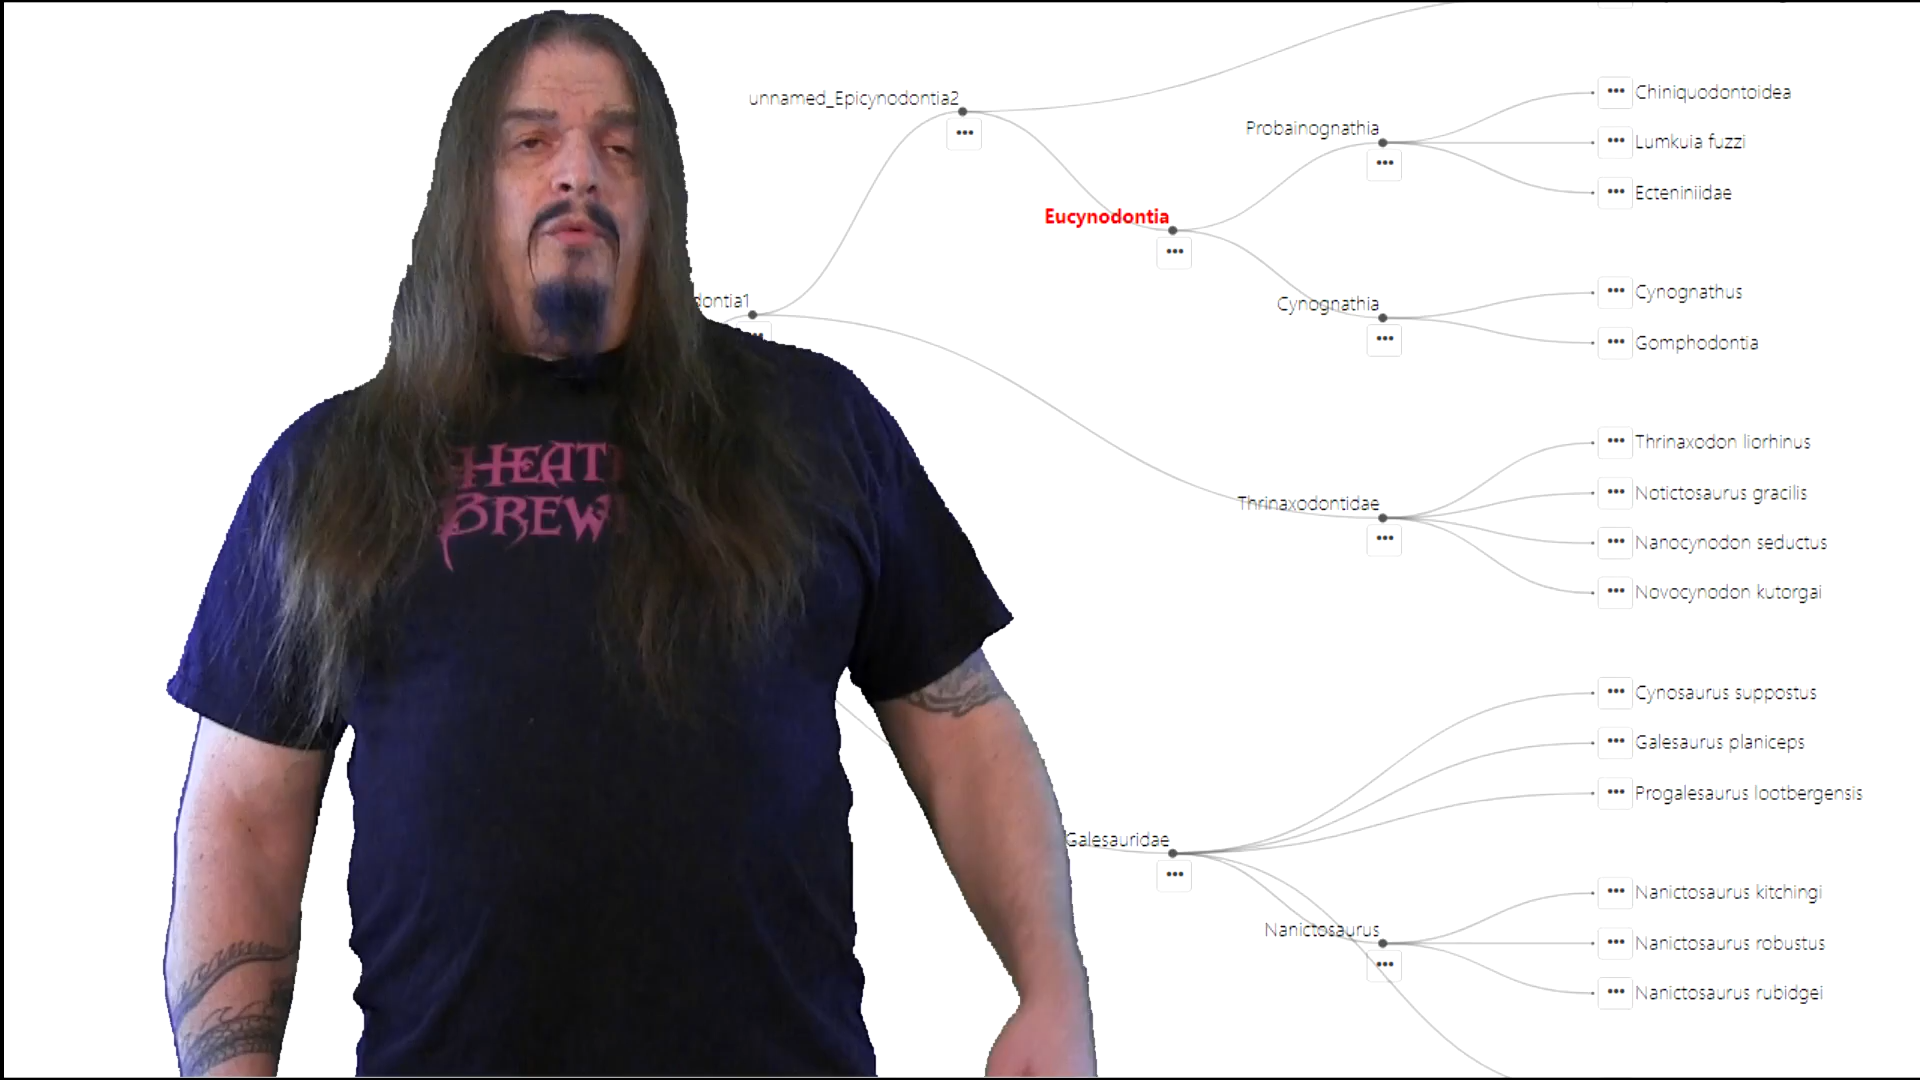 unnamed_Epicynodontia2
Chiniquodontoidea
Probainognathia
Lumkuia fuzzi
Ecteniniidae
Eucynodontia
Cynognathus
dontia1
Cynognathia
Gomphodontia
HEAT
BREW
Thrinaxodon liorhinus
Notictosaurus gracilis
Thrinaxodontidae
Nanocynodon seductus
Novocynodon kutorgai
Cynosaurus suppostus
Galesaurus planiceps
Progalesaurus lootbergensis
Galesauridae
Nanictosaurus kitchingi
Nanictosaurus
Nanictosaurus robustus
Nanictosaurus rubidgei